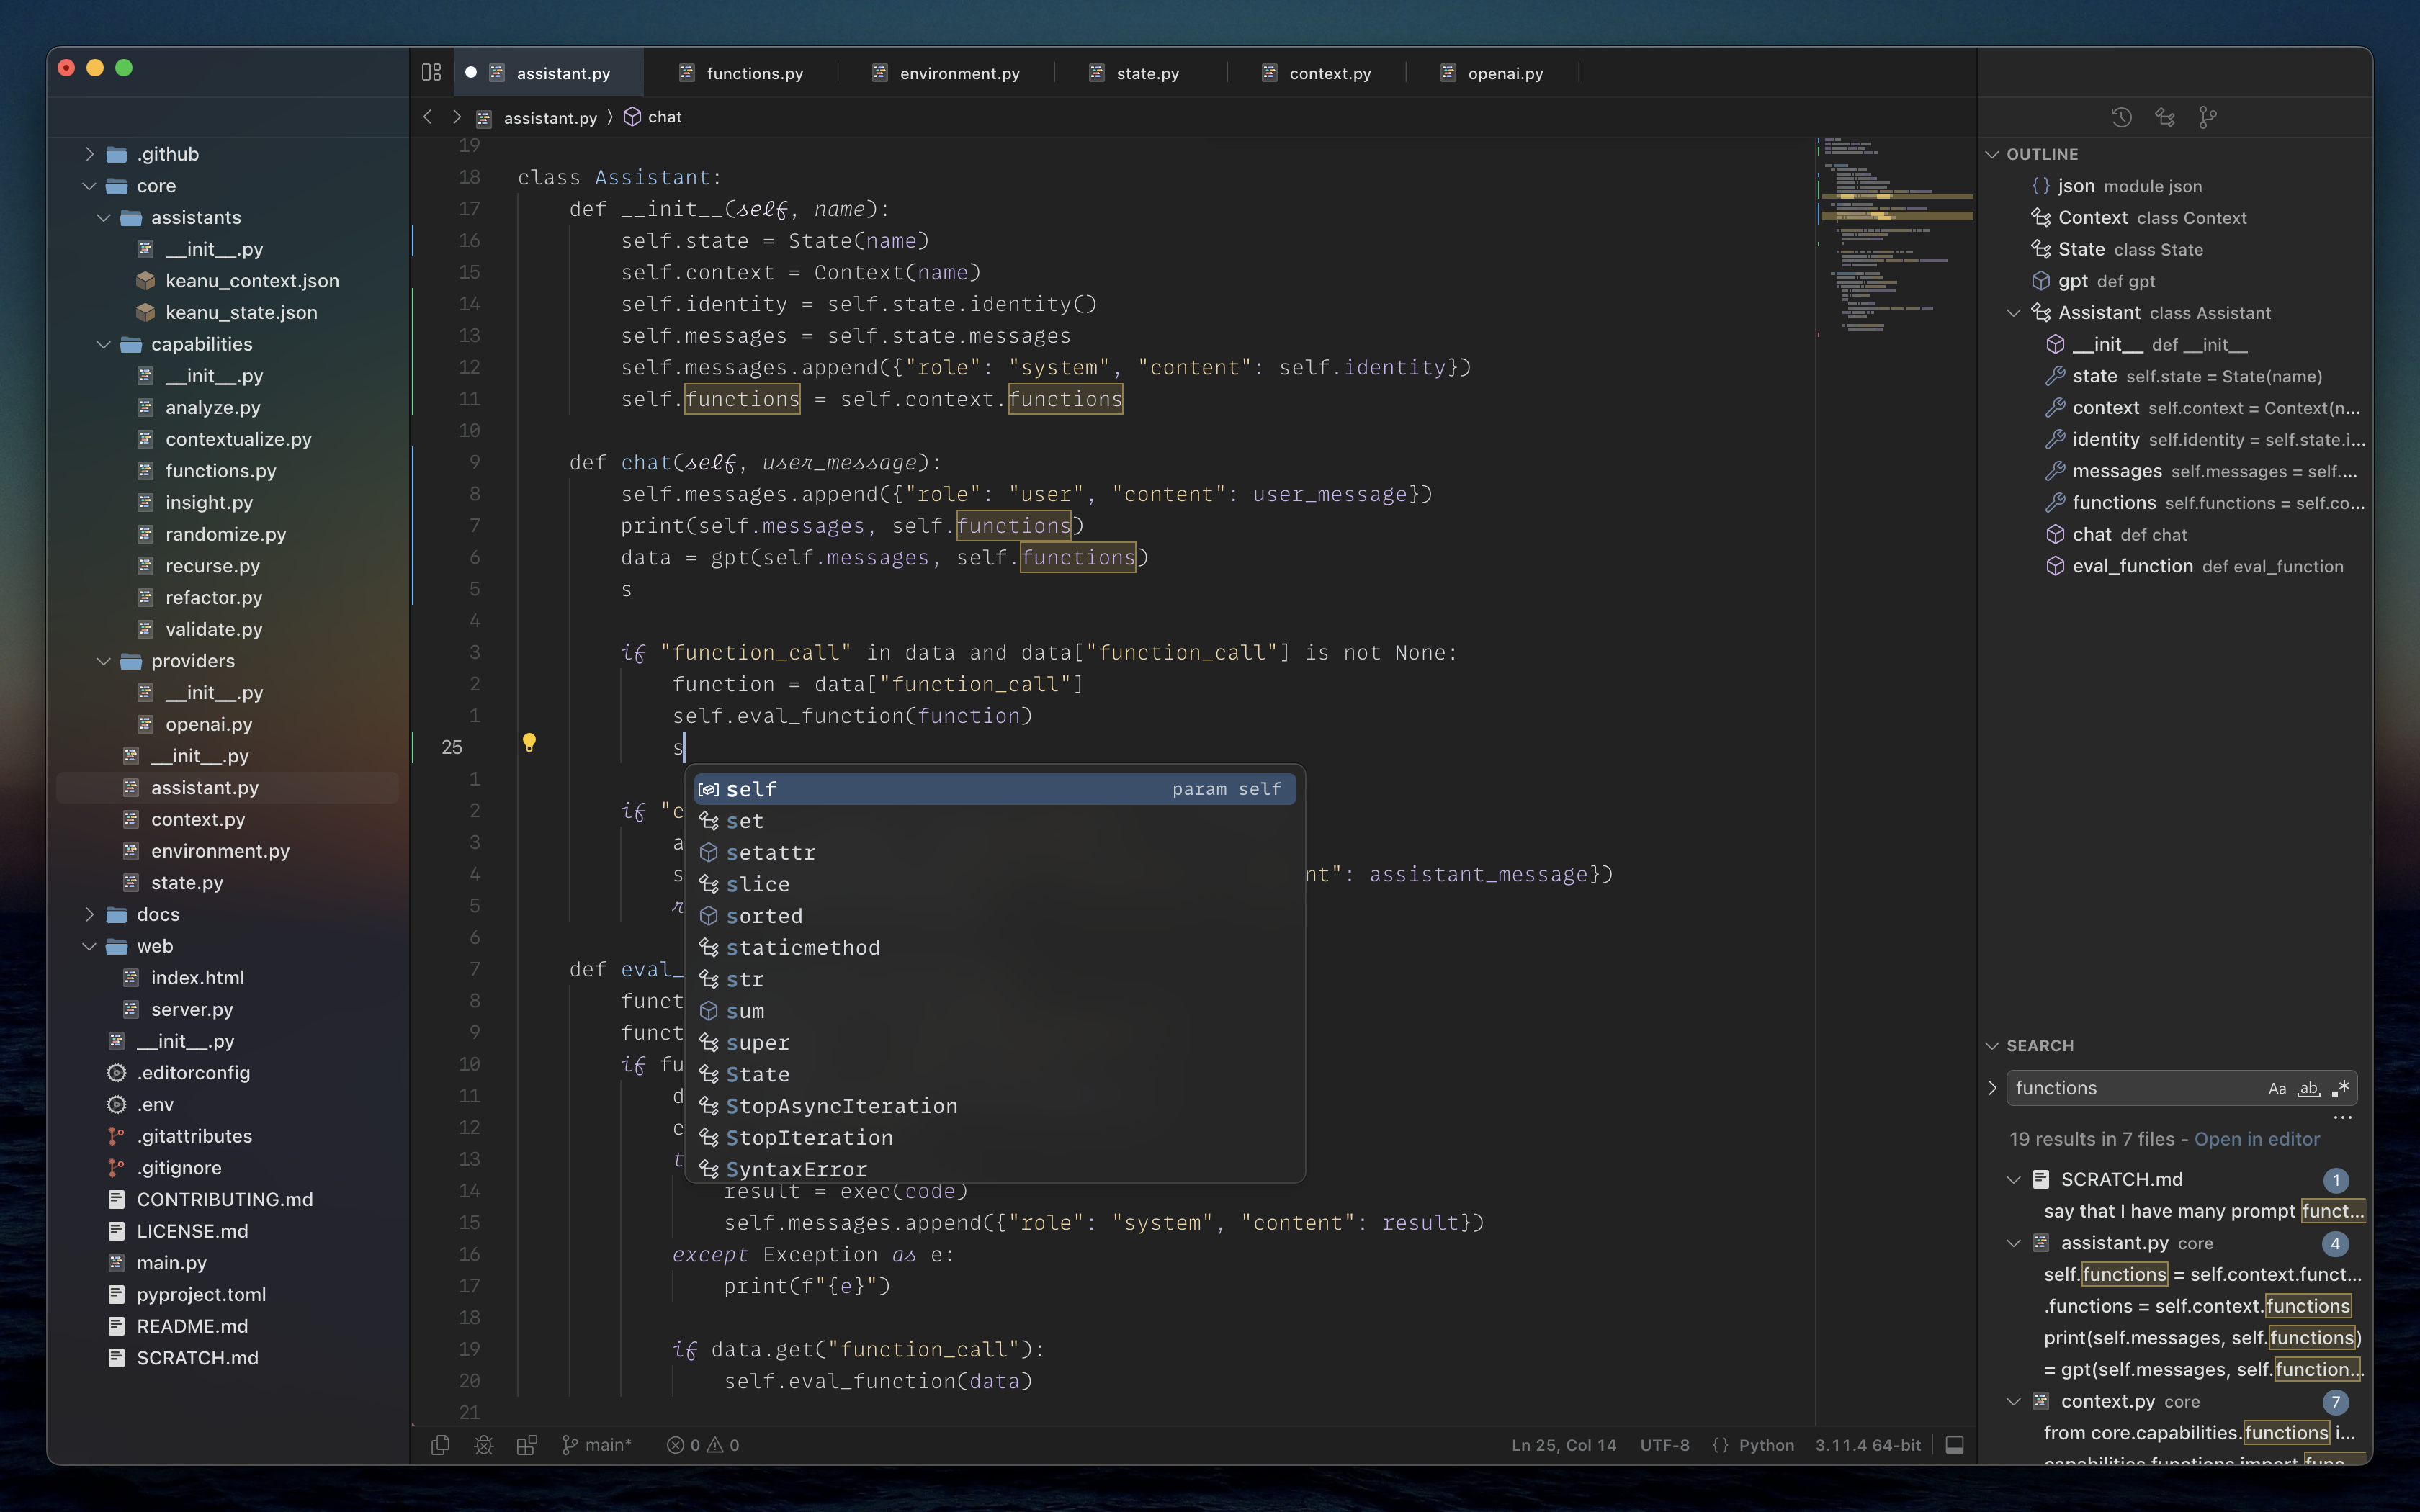 assistant.py
functions.py
environment.py
state.py
context.py
openai.py
assistant.py 〉 chat
.github
core
assistants
__init__.py
keanu_context.json
keanu_state.json
capabilities
__init__.py
analyze.py
contextualize.py
functions.py
insight.py
randomize.py
recurse.py
refactor.py
validate.py
providers
__init__.py
openai.py
__init__.py
assistant.py
context.py
environment.py
state.py
docs
web
index.html
server.py
__init__.py
.editorconfig
.env
.gitattributes
.gitignore
CONTRIBUTING.md
LICENSE.md
main.py
pyproject.toml
README.md
SCRATCH.md
19
18 class Assistant:
17 def __init__(self, name):
16 self.state = State(name)
15 self.context = Context(name)
14 self.identity = self.state.identity()
13 self.messages = self.state.messages
12 self.messages.append({"role": "system", "content": self.identity})
11 self.functions = self.context.functions
10
9 def chat(self, user_message):
8 self.messages.append({"role": "user", "content": user_message})
7 print(self.messages, self.functions)
6 data = gpt(self.messages, self.functions)
5 s
4
3 if "function_call" in data and data["function_call"] is not None:
2 function = data["function_call"]
1 self.eval_function(function)
25 s
1
2 if "c
3 a
4 s nt": assistant_message})
5 r
6
7 def eval_
8 funct
9 funct
10 if fu
11 d
12 c
13 t
14 result = exec(code)
15 self.messages.append({"role": "system", "content": result})
16 except Exception as e:
17 print(f"{e}")
18
19 if data.get("function_call"):
20 self.eval_function(data)
21
self param self
set
setattr
slice
sorted
staticmethod
str
sum
super
State
StopAsyncIteration
StopIteration
SyntaxError
main*
0
0
Ln 25, Col 14
UTF-8
{} Python
3.11.4 64-bit
OUTLINE
{} json module json
Context class Context
State class State
gpt def gpt
Assistant class Assistant
__init__ def __init__
state self.state = State(name)
context self.context = Context(n...
identity self.identity = self.state.i...
messages self.messages = self....
functions self.functions = self.co...
chat def chat
eval_function def eval_function
SEARCH
functions Aa ab .*
...
19 results in 7 files - Open in editor
SCRATCH.md 1
say that I have many prompt funct...
assistant.py core 4
self.functions = self.context.funct...
.functions = self.context.functions
print(self.messages, self.functions)
= gpt(self.messages, self.function...
context.py core 7
from core.capabilities.functions i...
capabilities.functions import func...